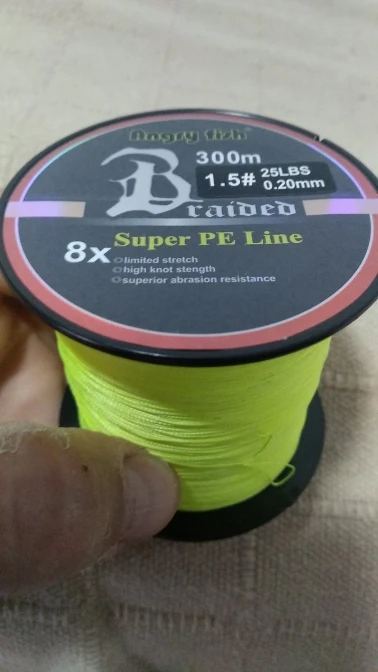 Angry fish
300m
1.5# 25LBS
0.20mm
Braided
8x Super PE Line
limited stretch
high knot stength
superior abrasion resistance